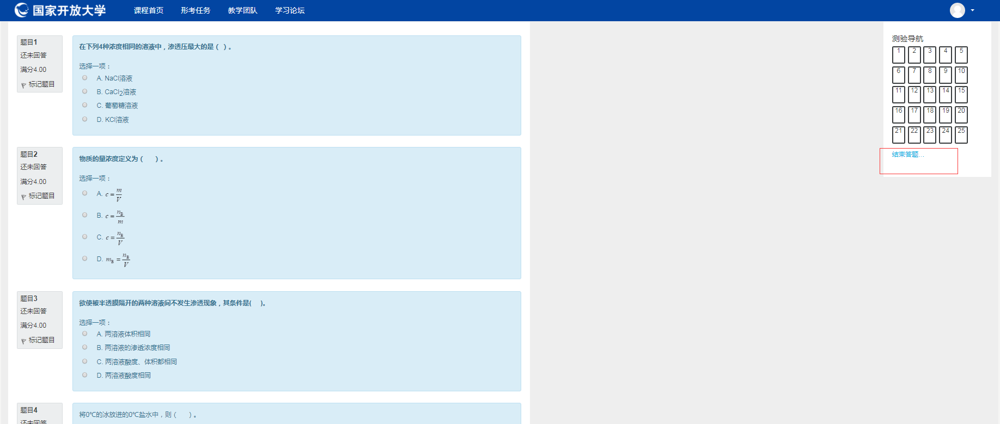 国家开放大学 课程首页 形考任务 教学团队 学习论坛
题目1
还未回答
满分4.00
标记题目
在下列4种浓度相同的溶液中，渗透压最大的是（ ）。
选择一项：
A. NaCl溶液
B. CaCl2溶液
C. 葡萄糖溶液
D. KCl溶液
题目2
还未回答
满分4.00
标记题目
物质的量浓度定义为（ ）。
选择一项：
A. c = m/V
B. c = nB/m
C. c = nB/V
D. mB = nB/V
题目3
还未回答
满分4.00
标记题目
欲使被半透膜隔开的两种溶液间不发生渗透现象，其条件是( )。
选择一项：
A. 两溶液体积相同
B. 两溶液的渗透浓度相同
C. 两溶液酸度、体积都相同
D. 两溶液酸度相同
题目4
还未回答
将0℃的冰放进的0℃盐水中，则（ ）。
测验导航
1 2 3 4 5
6 7 8 9 10
11 12 13 14 15
16 17 18 19 20
21 22 23 24 25
结束答题...